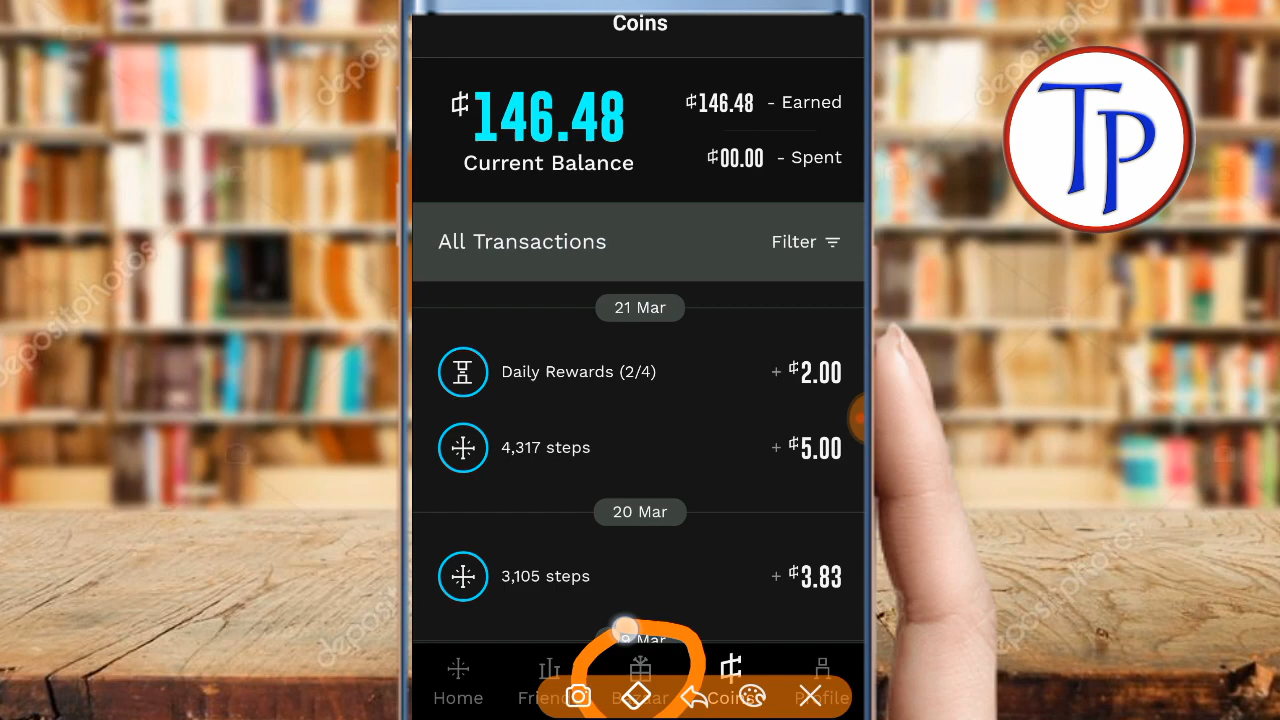 Coins
₵146.48
Current Balance
₵146.48 - Earned
₵00.00 - Spent
All Transactions
Filter
21 Mar
Daily Rewards (2/4)
+ ₵2.00
4,317 steps
+ ₵5.00
20 Mar
3,105 steps
+ ₵3.83
Mar
Home
Coins
Profile
TP
depositphotos
depositphotos